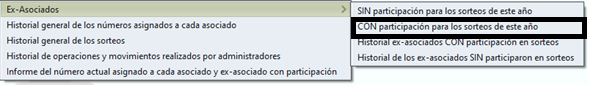 Ex-Asociados
Historial general de los números asignados a cada asociado
Historial general de los sorteos
Historial de operaciones y movimientos realizados por administradores
Informe del número actual asignado a cada asociado y ex-asociado con participación
SIN participación para los sorteos de este año
CON participación para los sorteos de este año
Historial ex-asociados CON participación en sorteos
Historial de los ex-asociados SIN participaron en sorteos